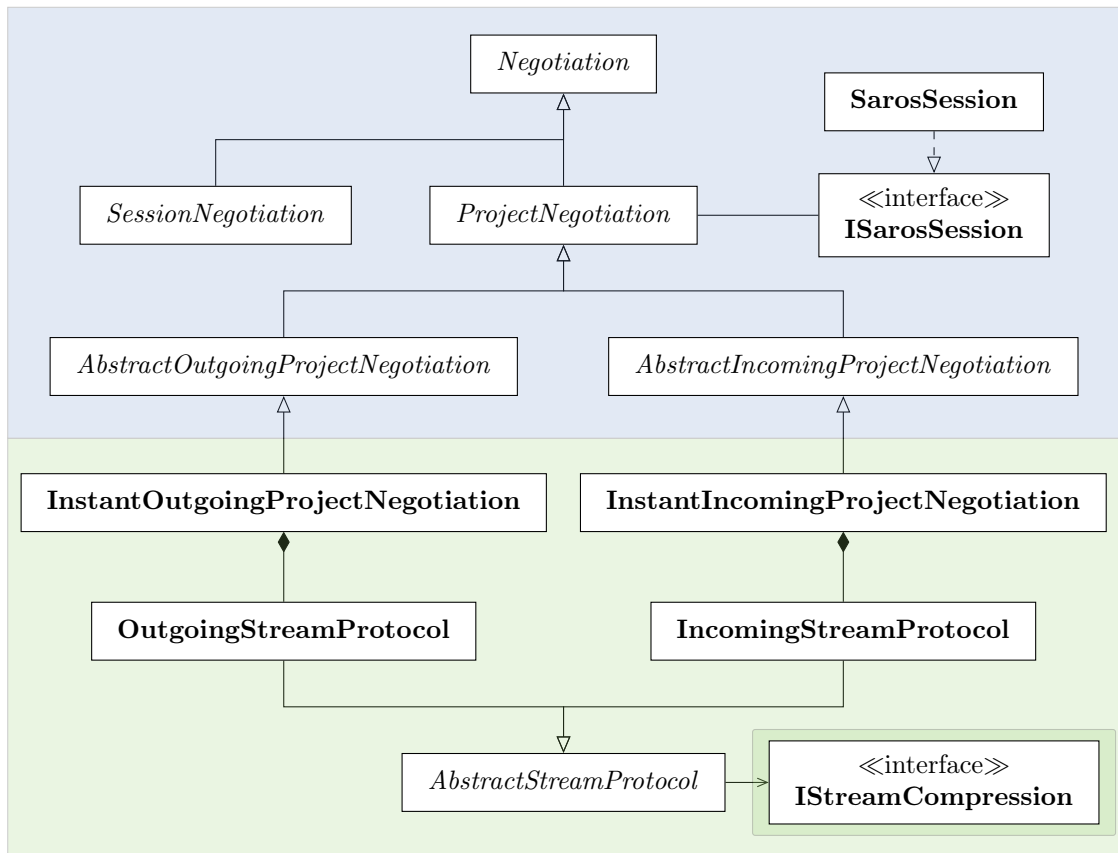 Negotiation
SarosSession
SessionNegotiation
ProjectNegotiation
≪interface≫
ISarosSession
AbstractOutgoingProjectNegotiation
AbstractIncomingProjectNegotiation
InstantOutgoingProjectNegotiation
InstantIncomingProjectNegotiation
OutgoingStreamProtocol
IncomingStreamProtocol
AbstractStreamProtocol
≪interface≫
IStreamCompression